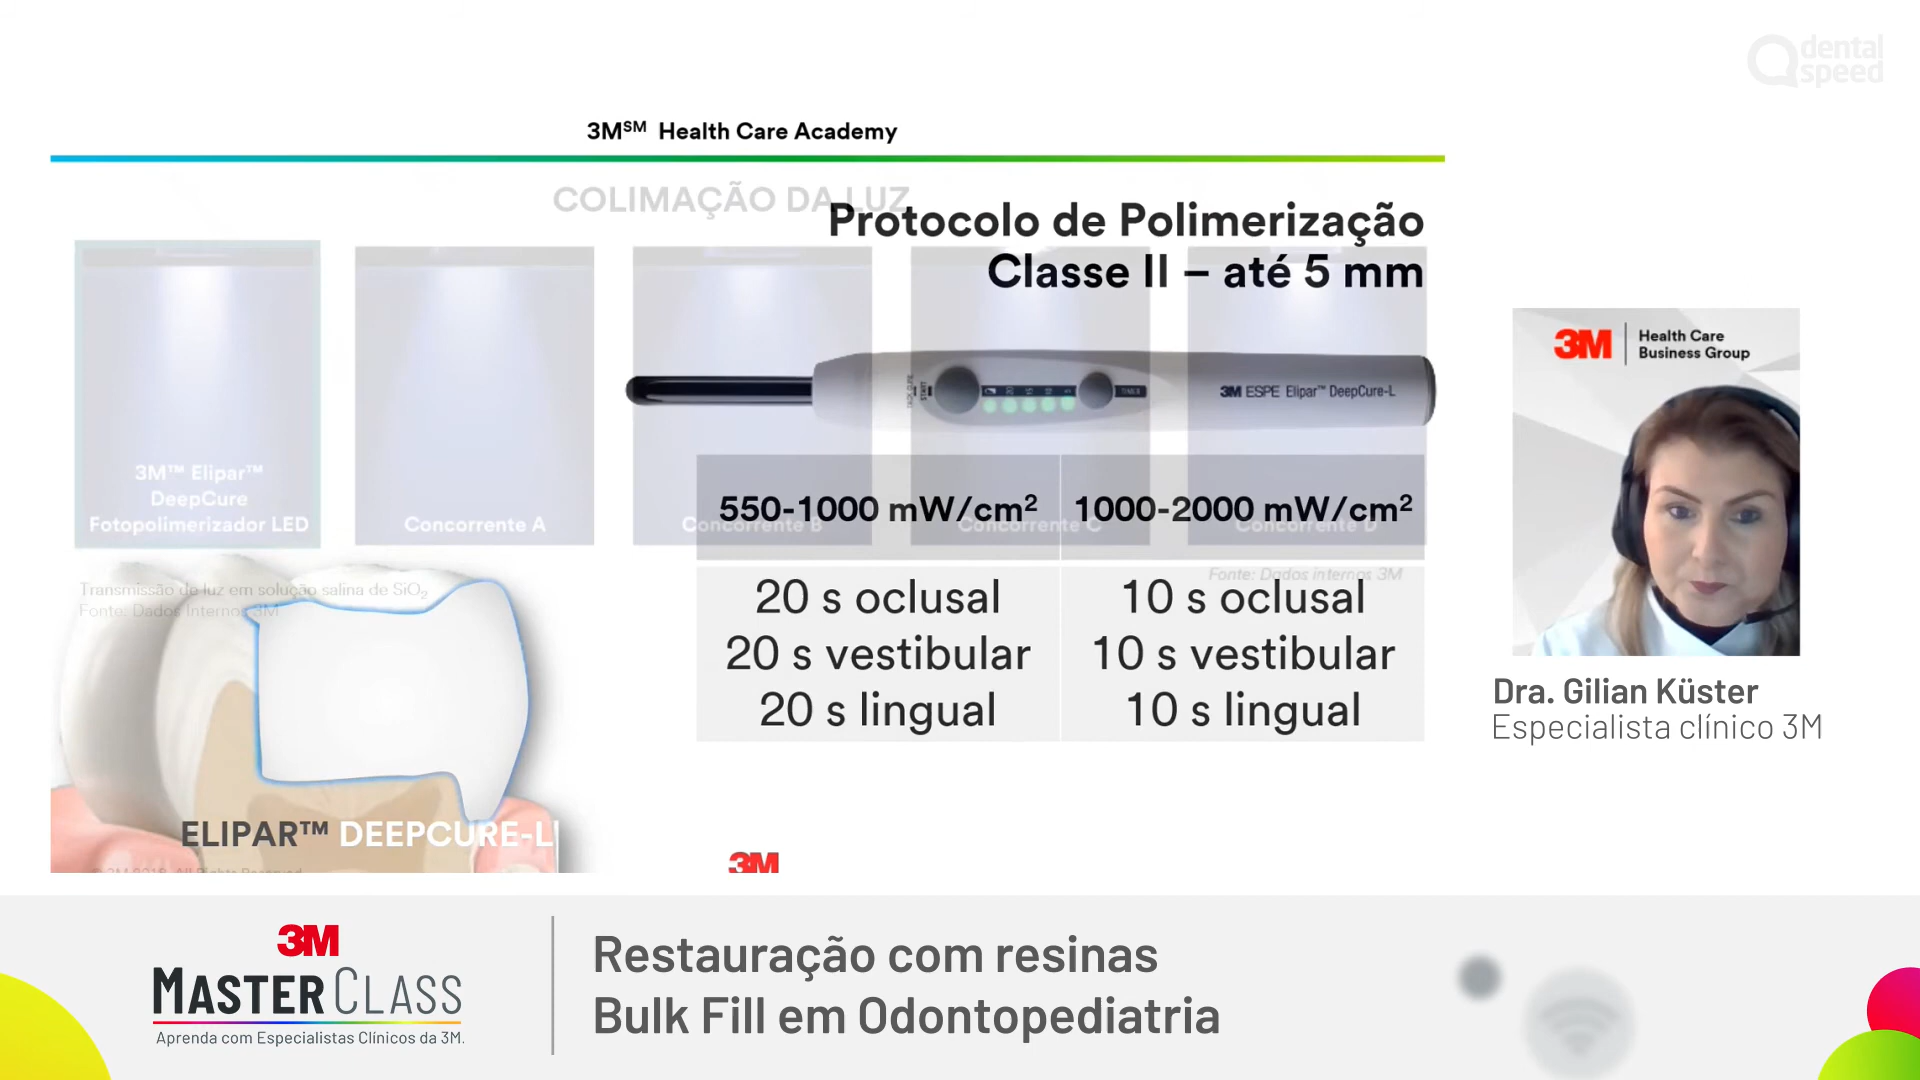 dental
speed
3M℠ Health Care Academy
COLIMAÇÃO DA LUZ
Protocolo de Polimerização
Classe II – até 5 mm
3M ESPE Elipar™ DeepCure-L
3M™ Elipar™
DeepCure
Fotopolimerizador LED
Concorrente A
Concorrente B
Concorrente C
Concorrente D
550-1000 mW/cm²
1000-2000 mW/cm²
Fonte: Dados internos 3M
Transmissão de luz em solução salina de SiO₂
Fonte: Dados Internos 3M
20 s oclusal
10 s oclusal
20 s vestibular
10 s vestibular
20 s lingual
10 s lingual
ELIPAR™ DEEPCURE-L
3M
3M
Health Care
Business Group
Dra. Gilian Küster
Especialista clínico 3M
3M
MASTER CLASS
Aprenda com Especialistas Clínicos da 3M.
Restauração com resinas
Bulk Fill em Odontopediatria